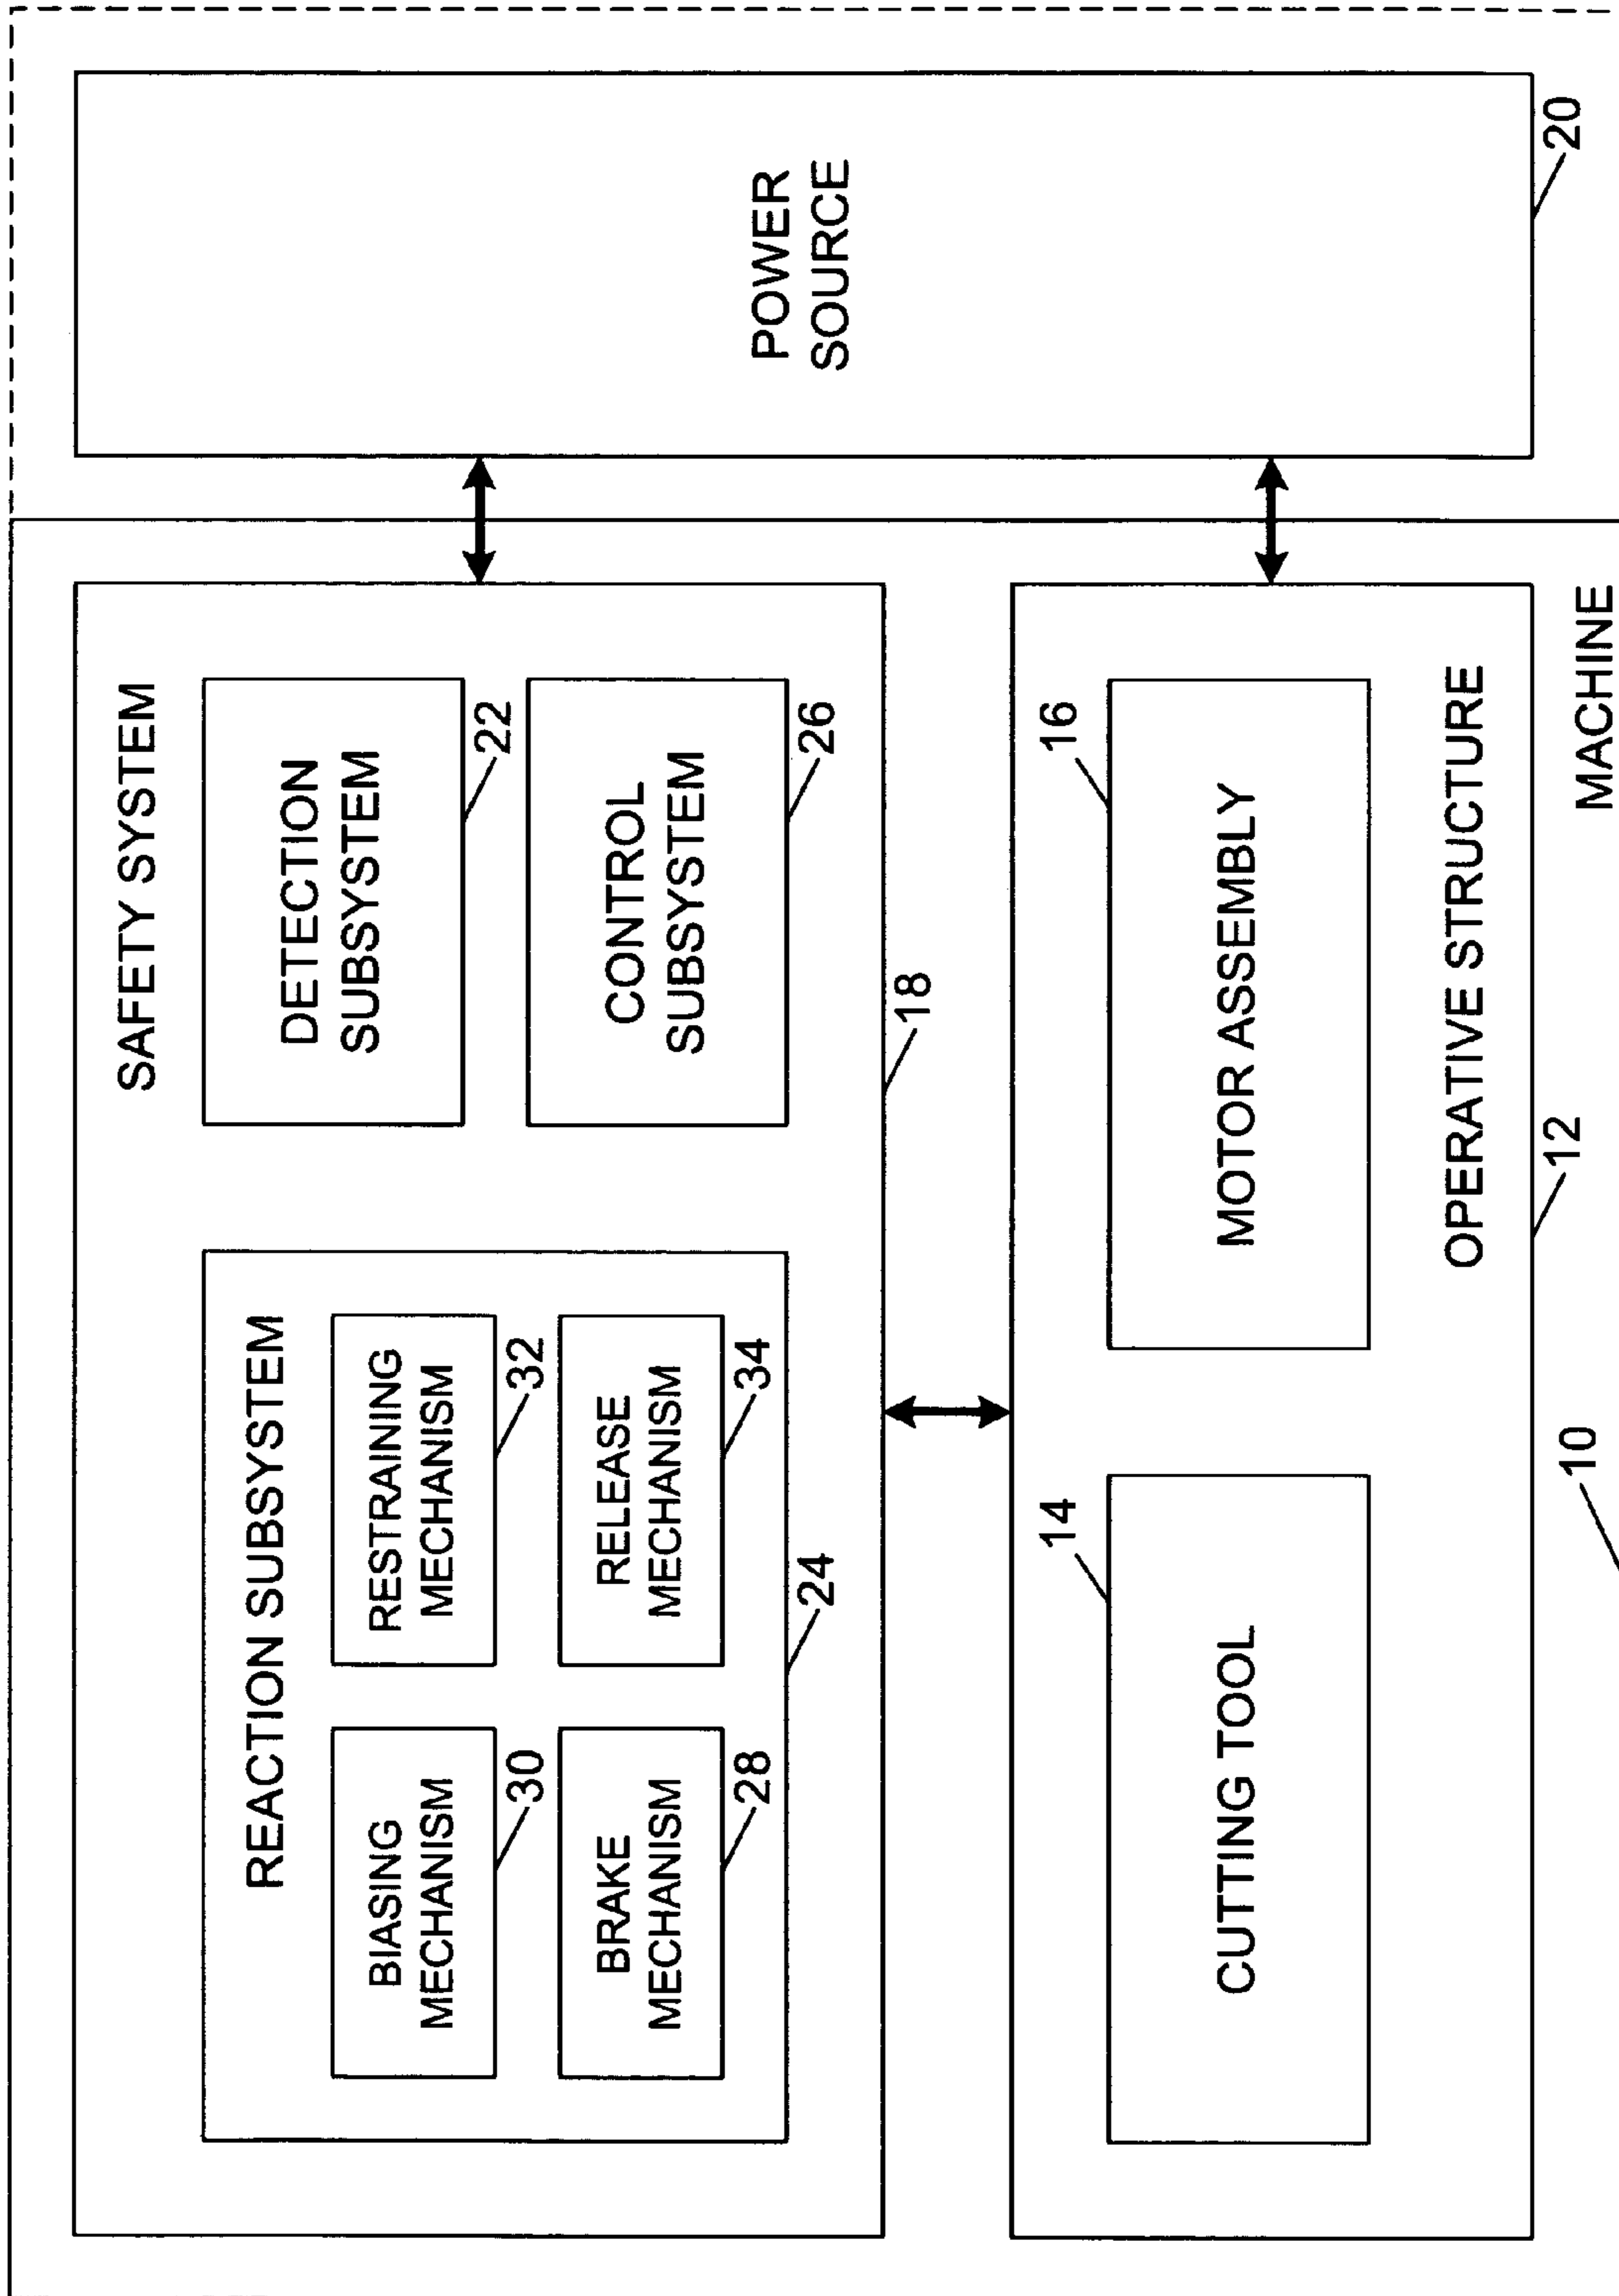 SAFETY SYSTEM
REACTION SUBSYSTEM
BIASING
MECHANISM
30
RESTRAINING
MECHANISM
32
BRAKE
MECHANISM
28
RELEASE
MECHANISM
34
24
DETECTION
SUBSYSTEM
22
CONTROL
SUBSYSTEM
26
18
POWER
SOURCE
20
14
CUTTING TOOL
16
MOTOR ASSEMBLY
OPERATIVE STRUCTURE
12
10
MACHINE